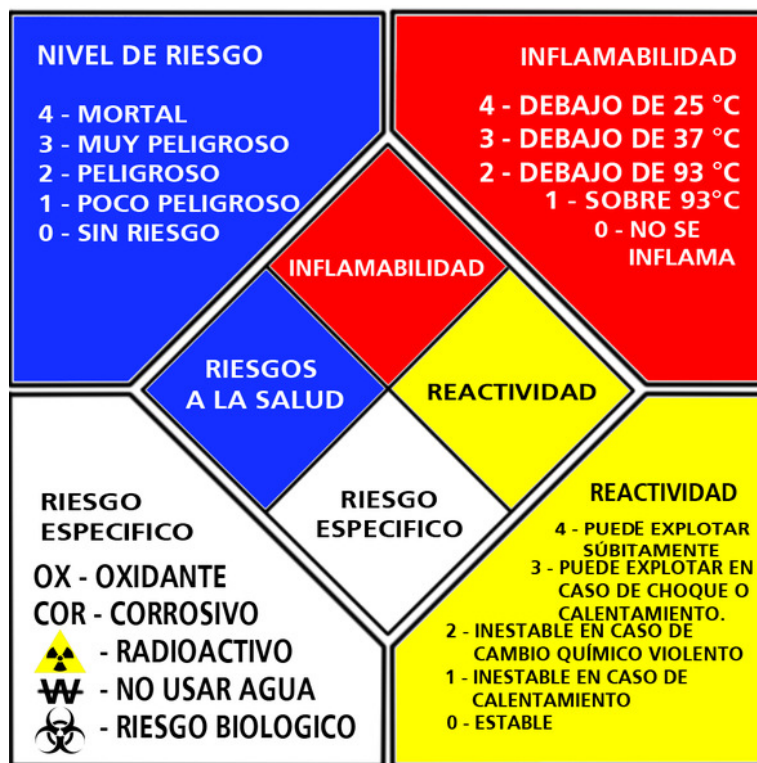 NIVEL DE RIESGO
4 - MORTAL
3 - MUY PELIGROSO
2 - PELIGROSO
1 - POCO PELIGROSO
0 - SIN RIESGO
INFLAMABILIDAD
4 - DEBAJO DE 25 °C
3 - DEBAJO DE 37 °C
2 - DEBAJO DE 93 °C
1 - SOBRE 93°C
0 - NO SE
INFLAMA
INFLAMABILIDAD
RIESGOS
A LA SALUD
REACTIVIDAD
RIESGO
ESPECIFICO
RIESGO
ESPECIFICO
OX - OXIDANTE
COR - CORROSIVO
- RADIOACTIVO
W - NO USAR AGUA
- RIESGO BIOLOGICO
REACTIVIDAD
4 - PUEDE EXPLOTAR
SÚBITAMENTE
3 - PUEDE EXPLOTAR EN
CASO DE CHOQUE O
CALENTAMIENTO.
2 - INESTABLE EN CASO DE
CAMBIO QUÍMICO VIOLENTO
1 - INESTABLE EN CASO DE
CALENTAMIENTO
0 - ESTABLE